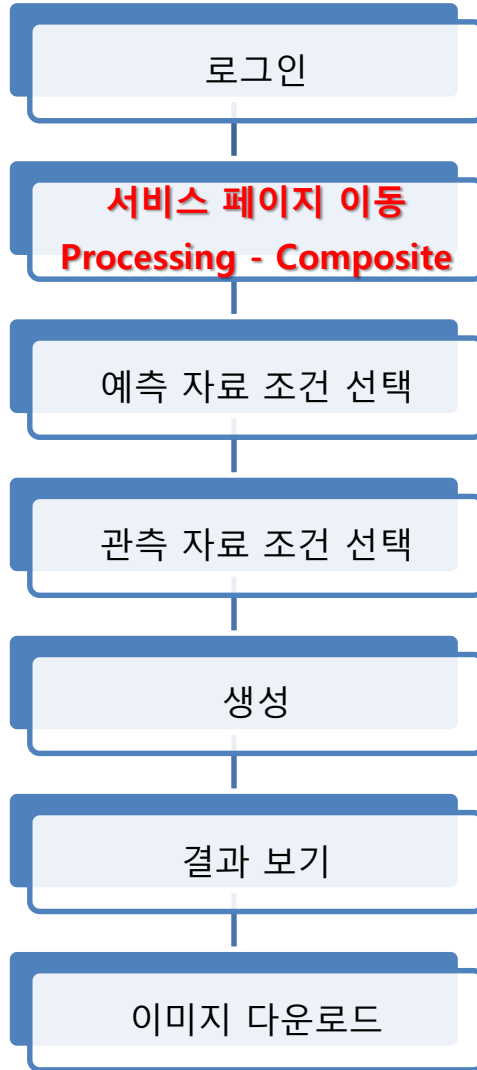 로그인
서비스 페이지 이동
Processing - Composite
예측 자료 조건 선택
관측 자료 조건 선택
생성
결과 보기
이미지 다운로드